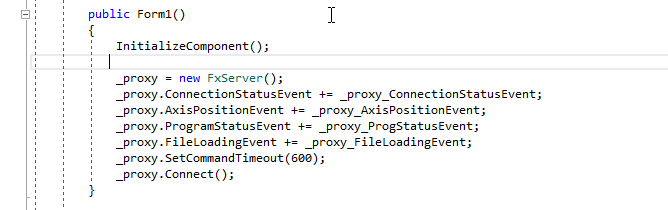 public Form1()
{
InitializeComponent();
_proxy = new FxServer();
_proxy.ConnectionStatusEvent += _proxy_ConnectionStatusEvent;
_proxy.AxisPositionEvent += _proxy_AxisPositionEvent;
_proxy.ProgramStatusEvent += _proxy_ProgStatusEvent;
_proxy.FileLoadingEvent += _proxy_FileLoadingEvent;
_proxy.SetCommandTimeout(600);
_proxy.Connect();
}